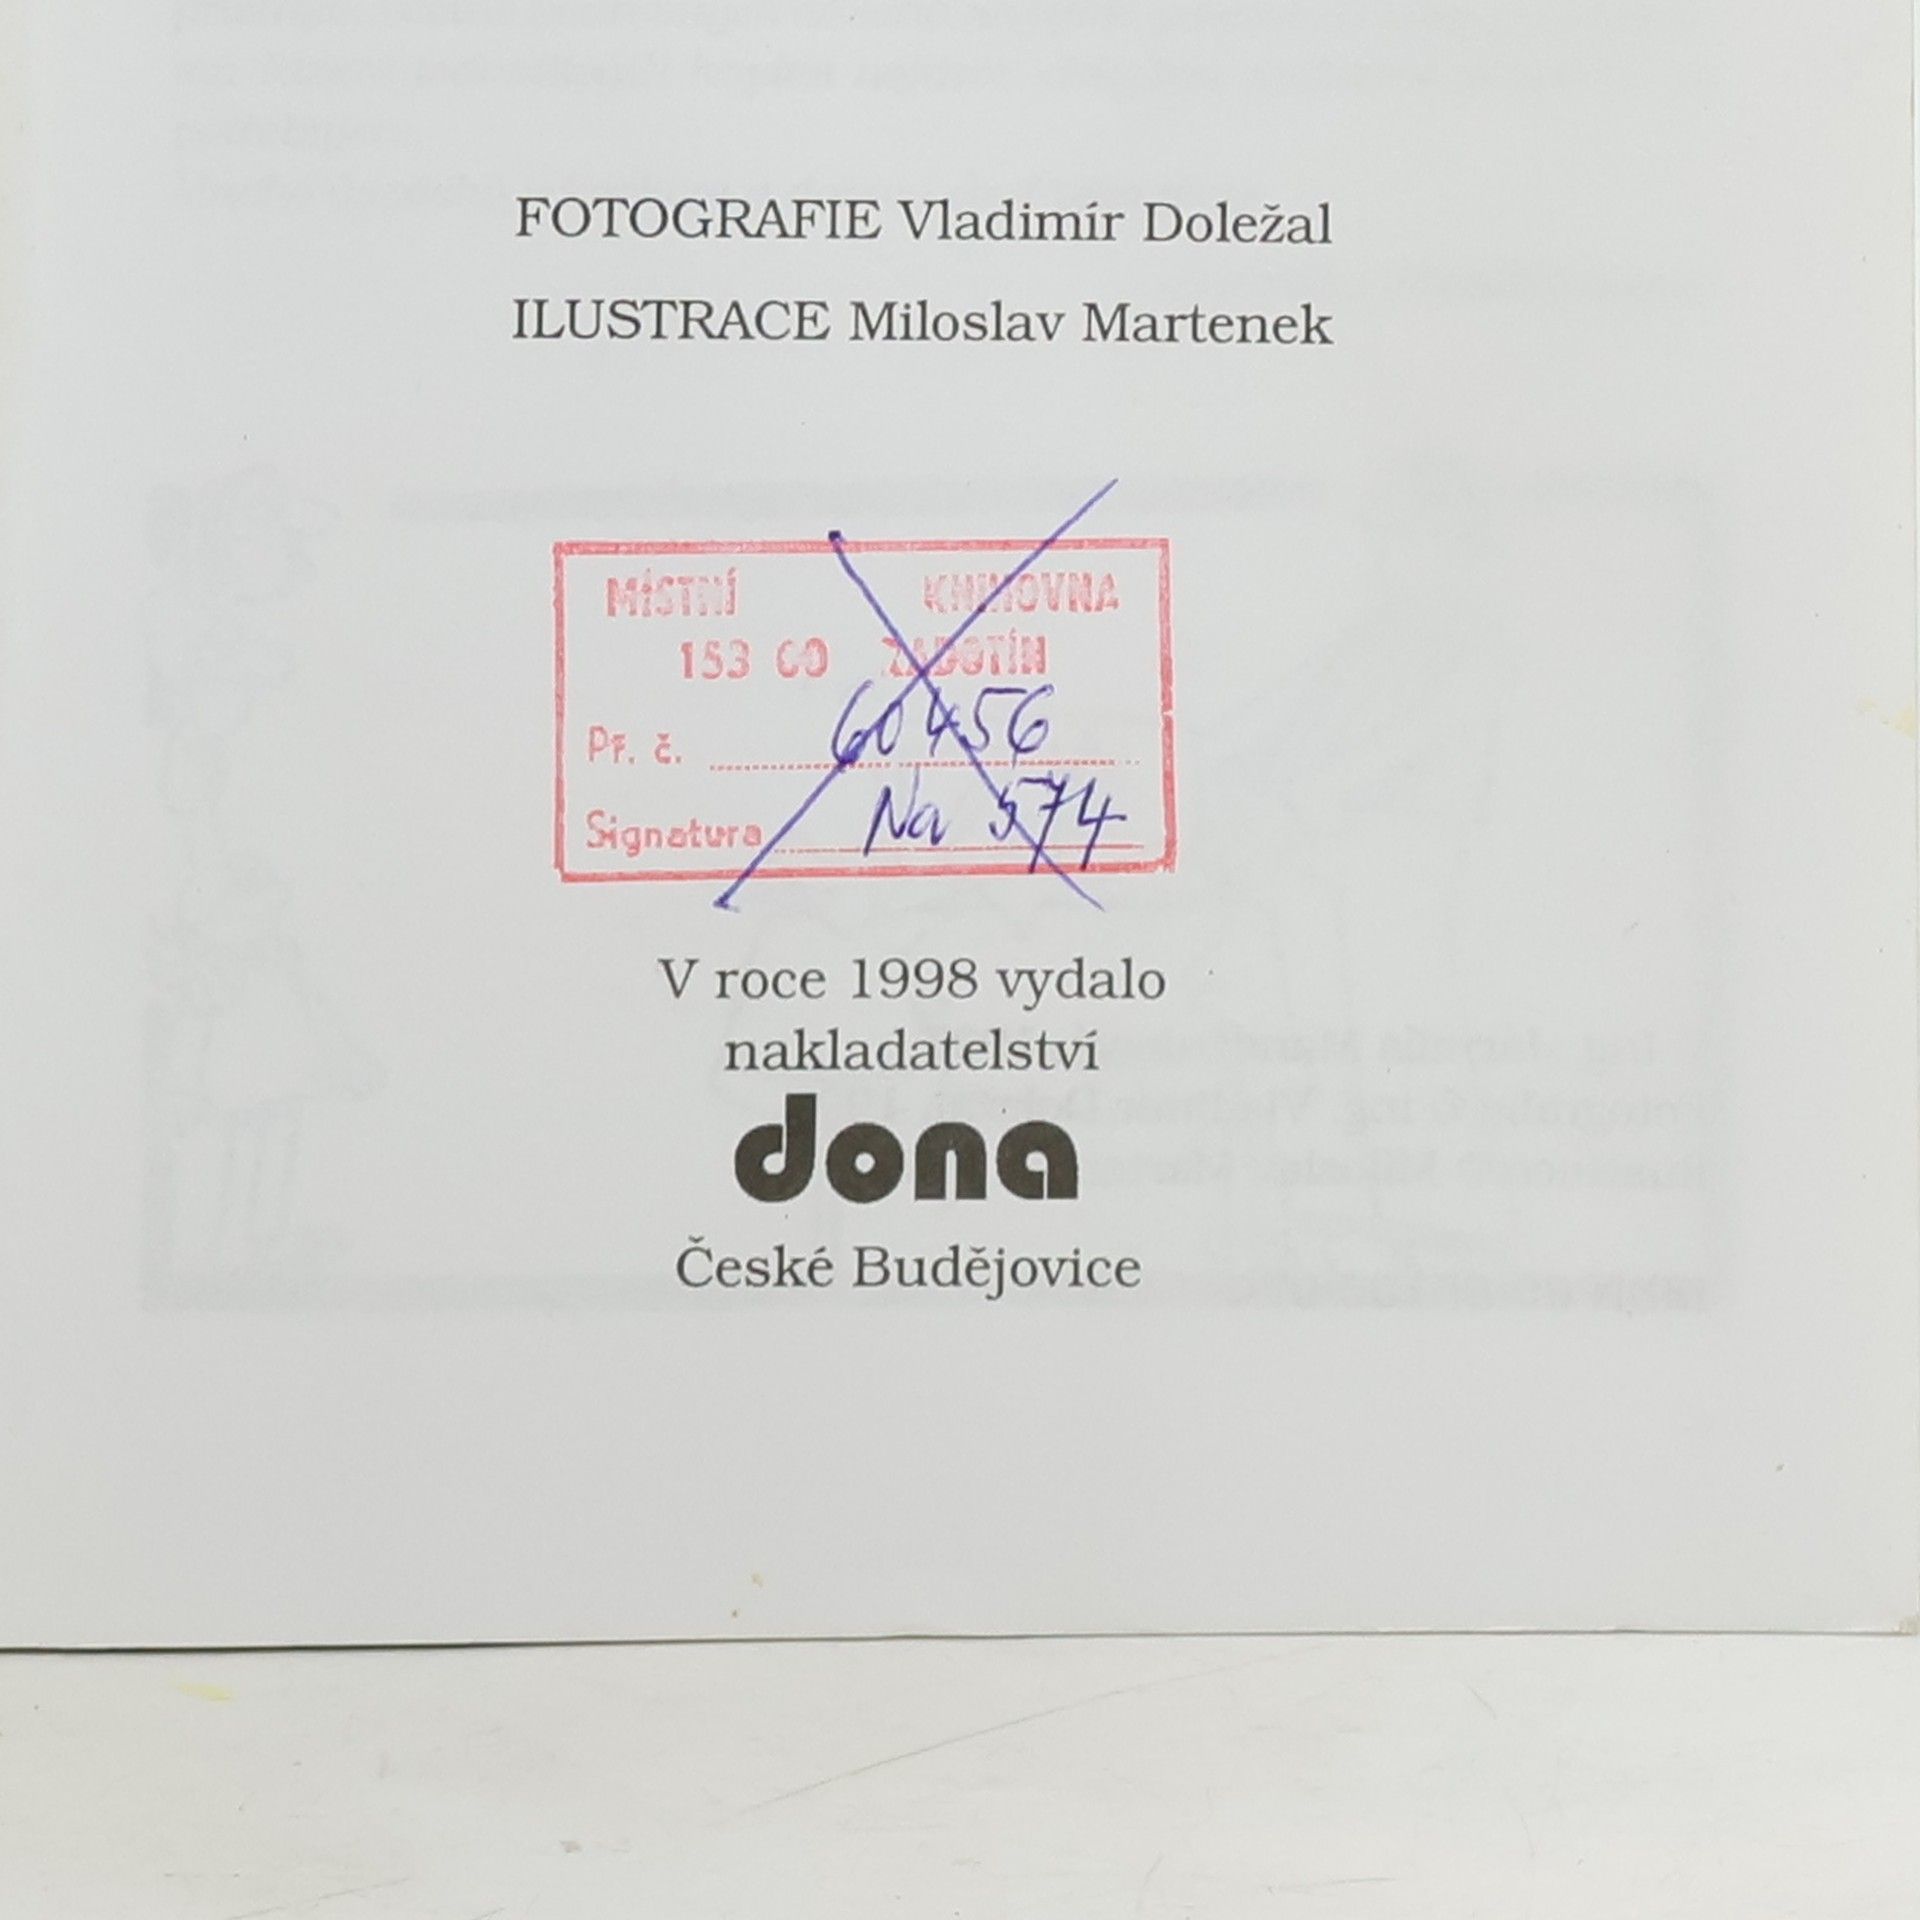 FOTOGRAFIE Vladimír Doležal
ILUSTRACE Miloslav Martenek
MÍSTNÍ KNIHOVNA
153 00 ZADOTÍN
Př. č. 60456
Signatura Na 574
V roce 1998 vydalo
nakladatelství
dona
České Budějovice